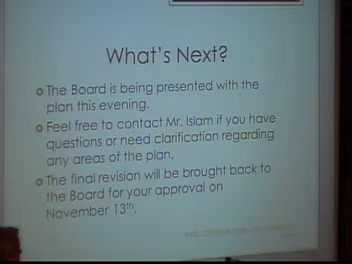 What's Next?
The Board is being presented with the
plan this evening.
Feel free to contact Mr. Islam if you have
questions or need clarification regarding
any areas of the plan.
The final revision will be brought back to
the Board for your approval on
November 13th.